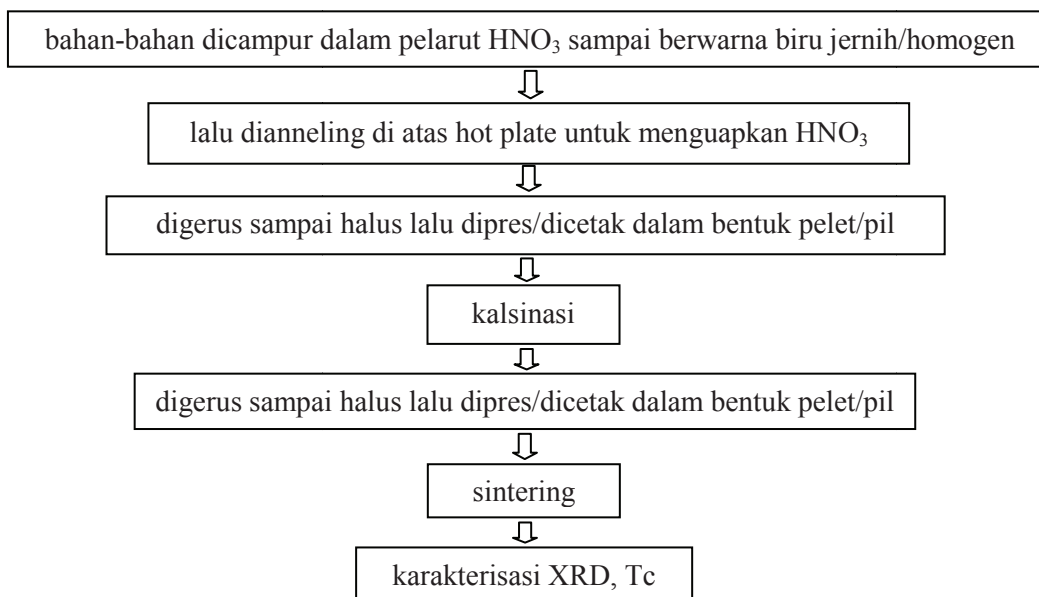 bahan-bahan dicampur dalam pelarut HNO₃ sampai berwarna biru jernih/homogen
lalu dianneling di atas hot plate untuk menguapkan HNO₃
digerus sampai halus lalu dipres/dicetak dalam bentuk pelet/pil
kalsinasi
digerus sampai halus lalu dipres/dicetak dalam bentuk pelet/pil
sintering
karakterisasi XRD, Tc